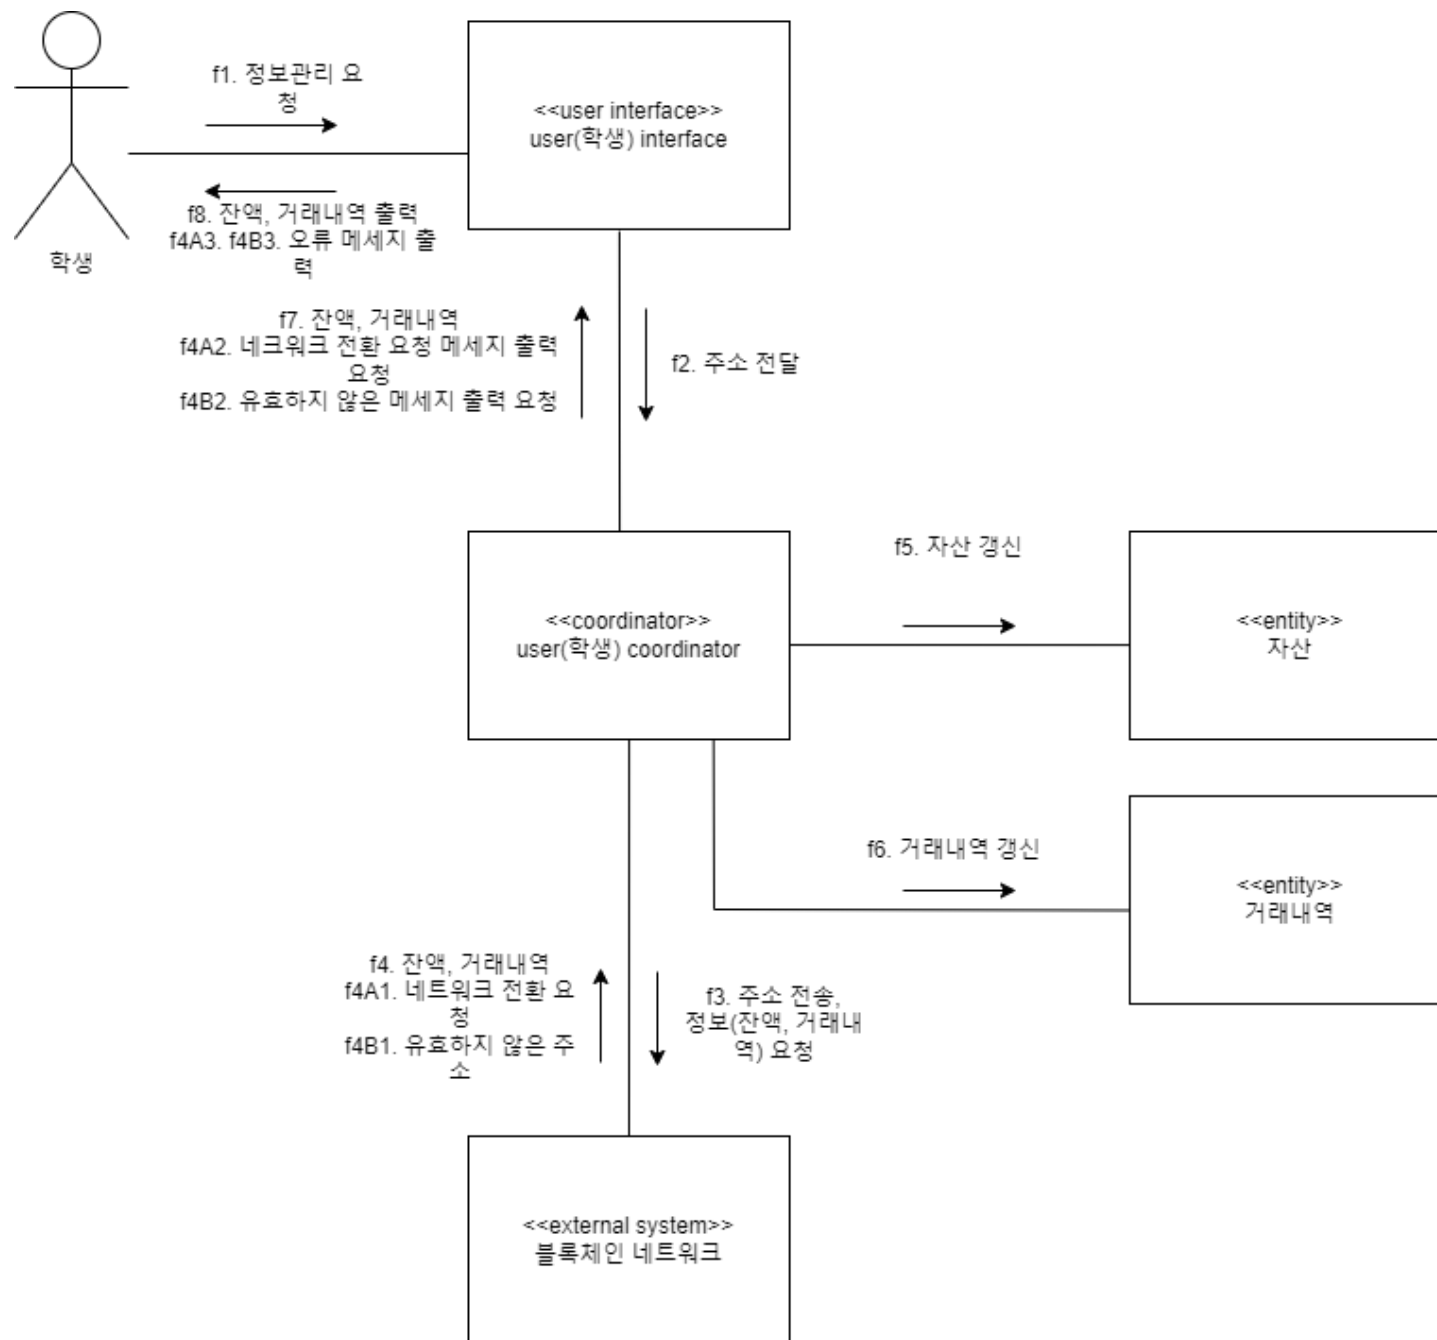 f1. 정보관리 요
청
<<user interface>>
user(학생) interface
f8. 잔액, 거래내역 출력
f4A3. f4B3. 오류 메세지 출
력
학생
f7. 잔액, 거래내역
f4A2. 네크워크 전환 요청 메세지 출력
요청
f4B2. 유효하지 않은 메세지 출력 요청
f2. 주소 전달
<<coordinator>>
user(학생) coordinator
f5. 자산 갱신
<<entity>>
자산
f6. 거래내역 갱신
<<entity>>
거래내역
f4. 잔액, 거래내역
f4A1. 네트워크 전환 요
청
f4B1. 유효하지 않은 주
소
f3. 주소 전송,
정보(잔액, 거래내
역) 요청
<<external system>>
블록체인 네트워크